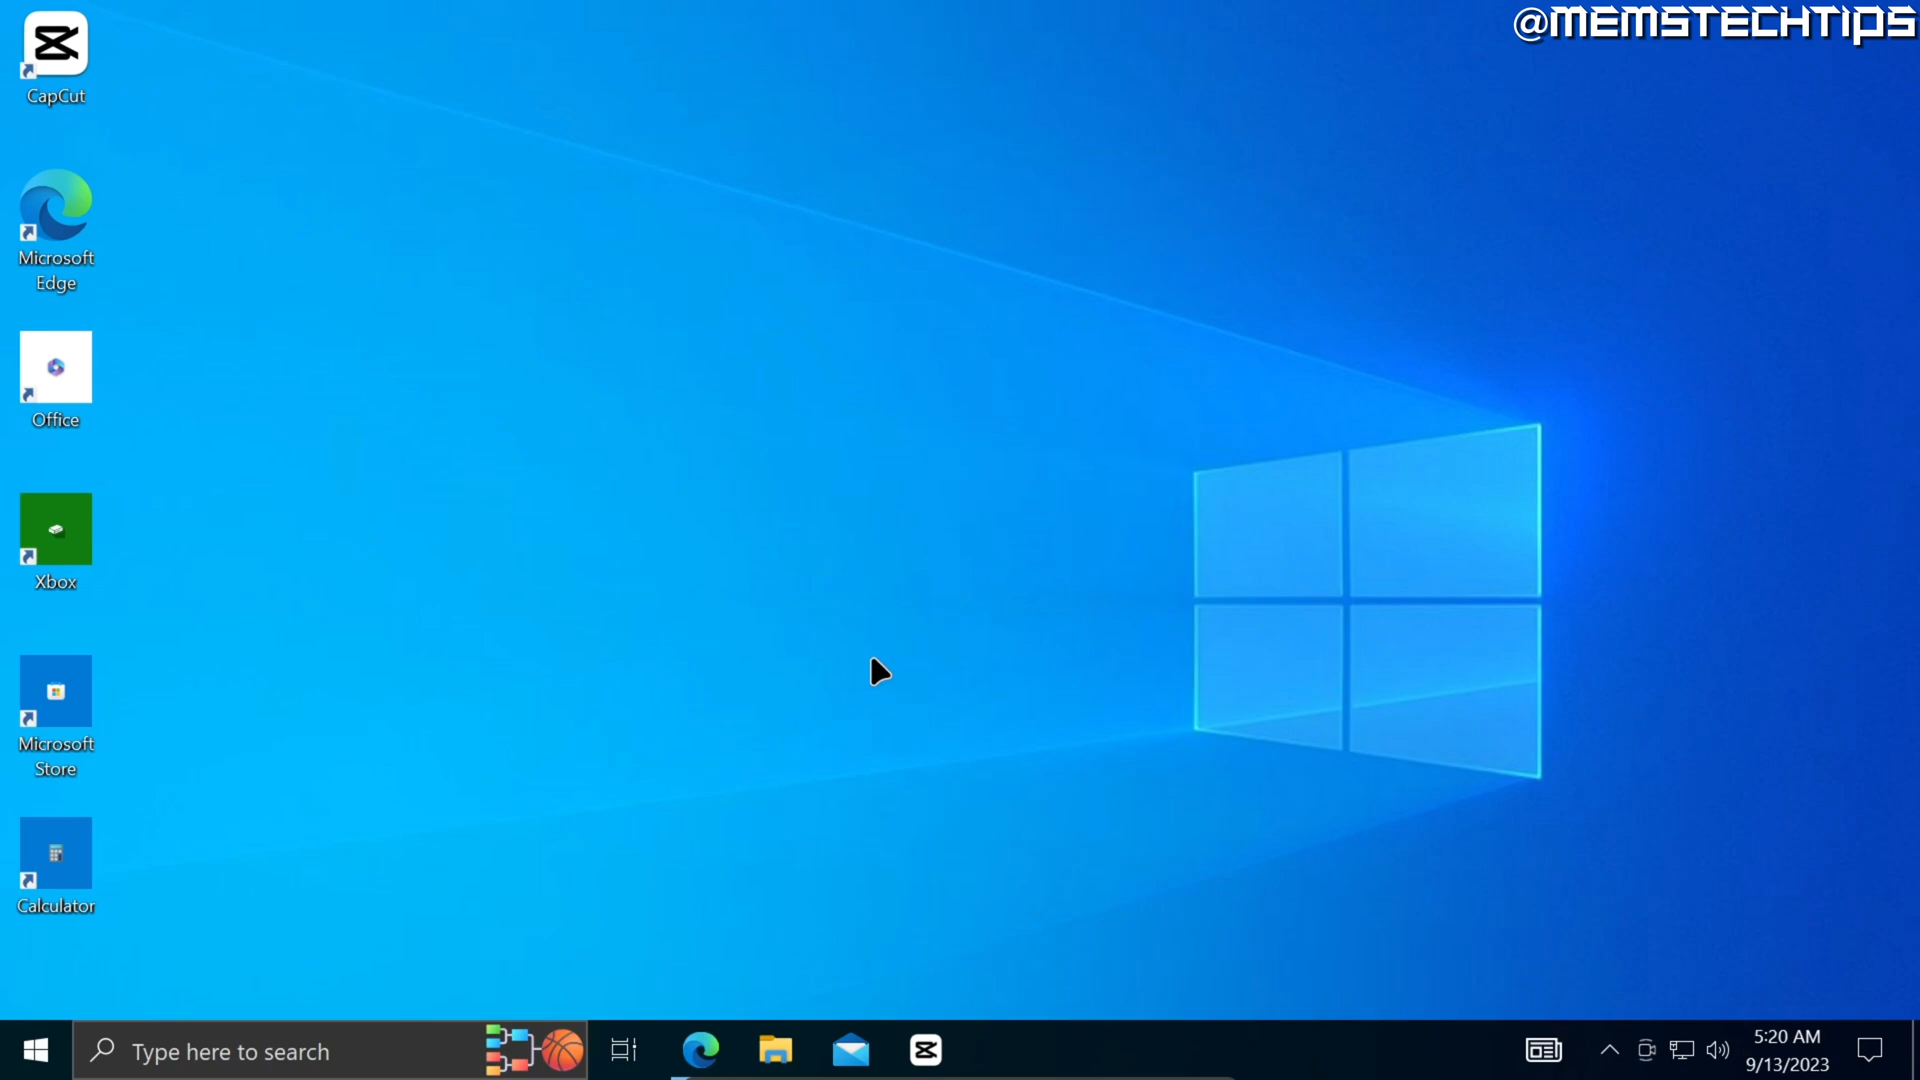 @MEMSTECHTIPS
CapCut
Microsoft
Edge
Office
Xbox
Microsoft
Store
Calculator
Type here to search
5:20 AM
9/13/2023